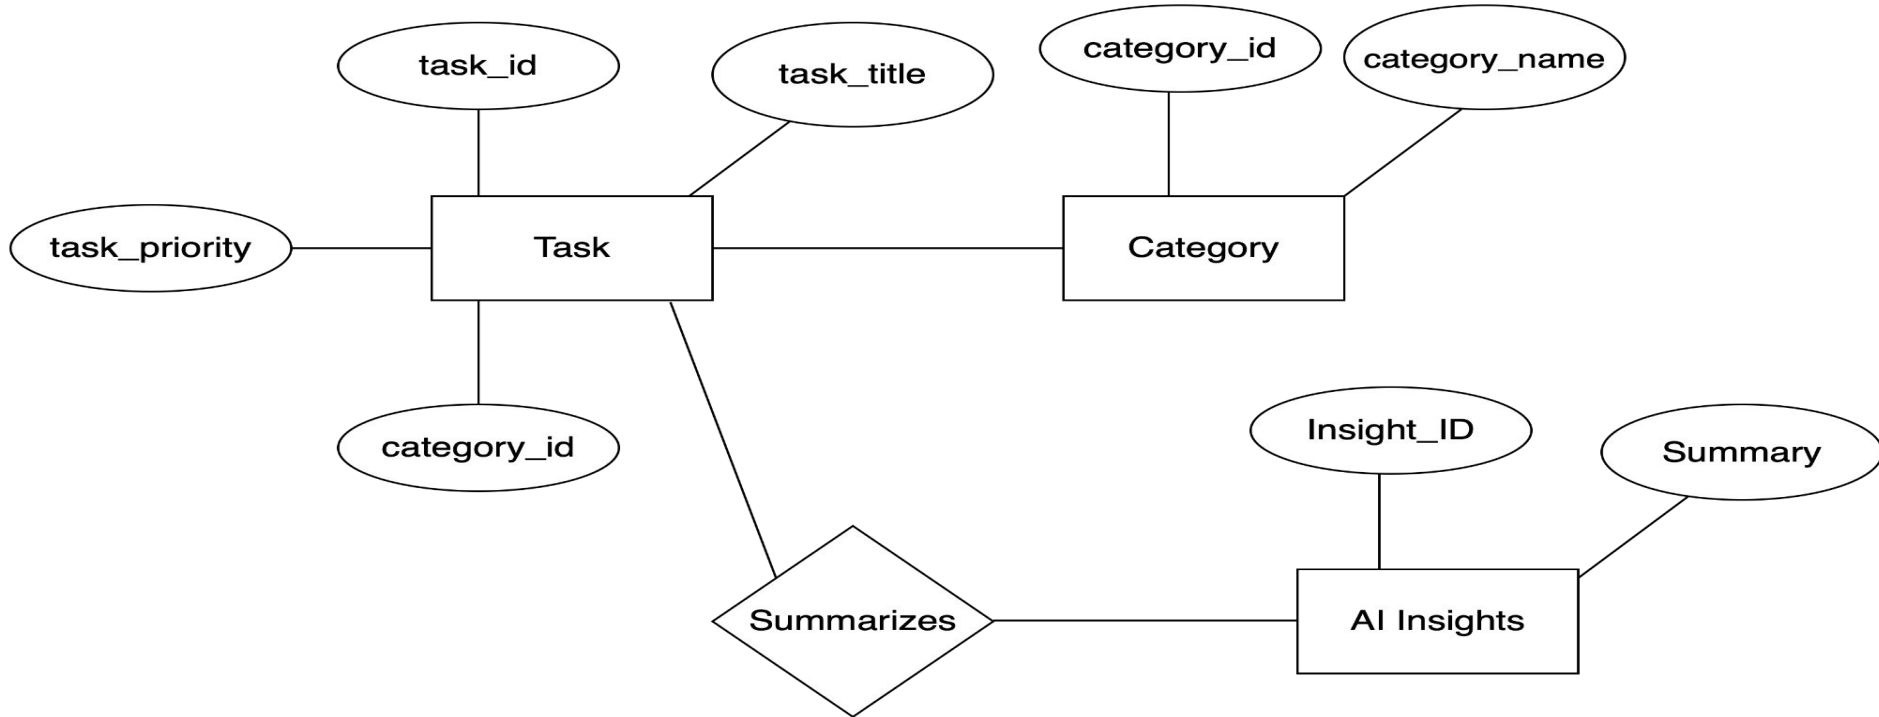 category_id
category_name
task_id
task_title
task_priority
Task
Category
category_id
Insight_ID
Summary
Summarizes
AI Insights